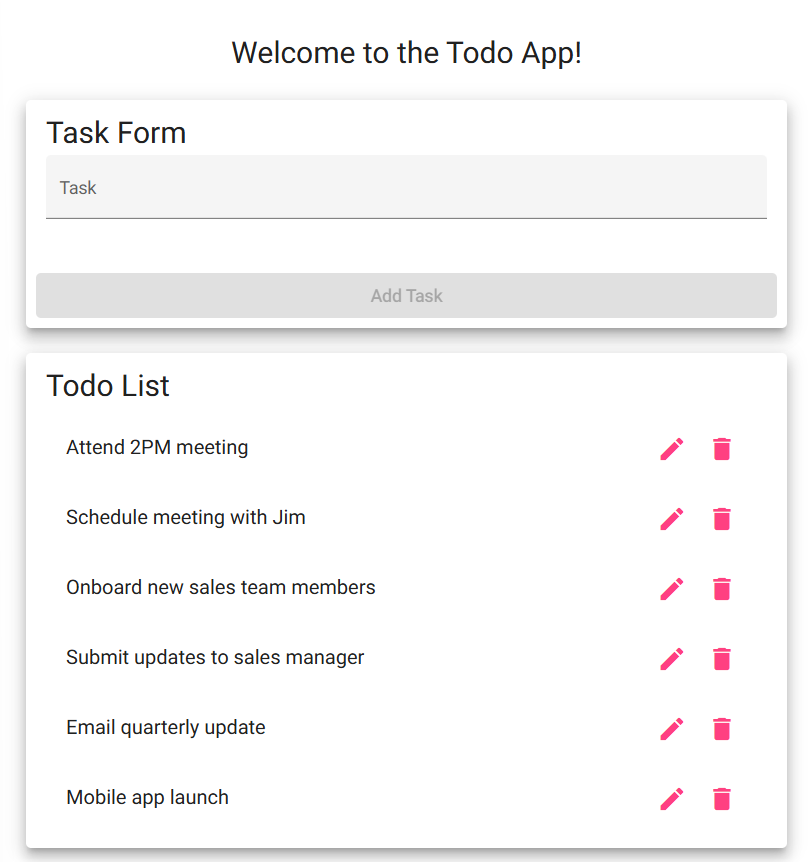 Welcome to the Todo App!
Task Form
Task
Add Task
Todo List
Attend 2PM meeting
Schedule meeting with Jim
Onboard new sales team members
Submit updates to sales manager
Email quarterly update
Mobile app launch